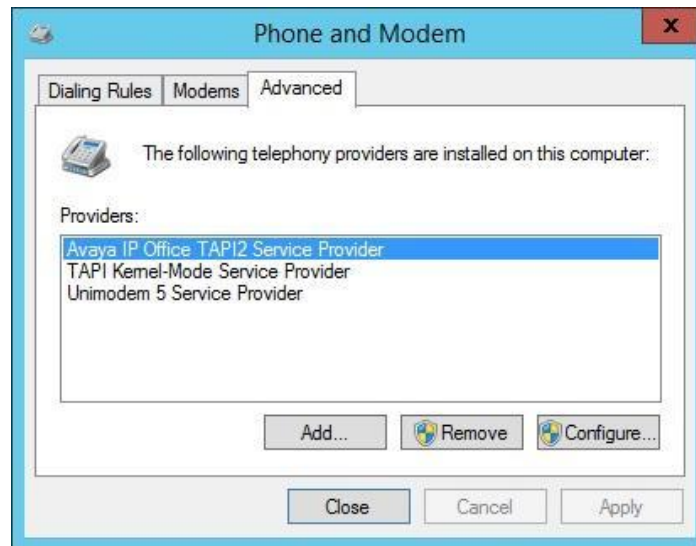 Phone and Modem
x
Dialing Rules Modems Advanced
The following telephony providers are installed on this computer:
Providers:
Avaya IP Office TAPI2 Service Provider
TAPI Kernel-Mode Service Provider
Unimodem 5 Service Provider
Add... Remove Configure...
Close Cancel Apply